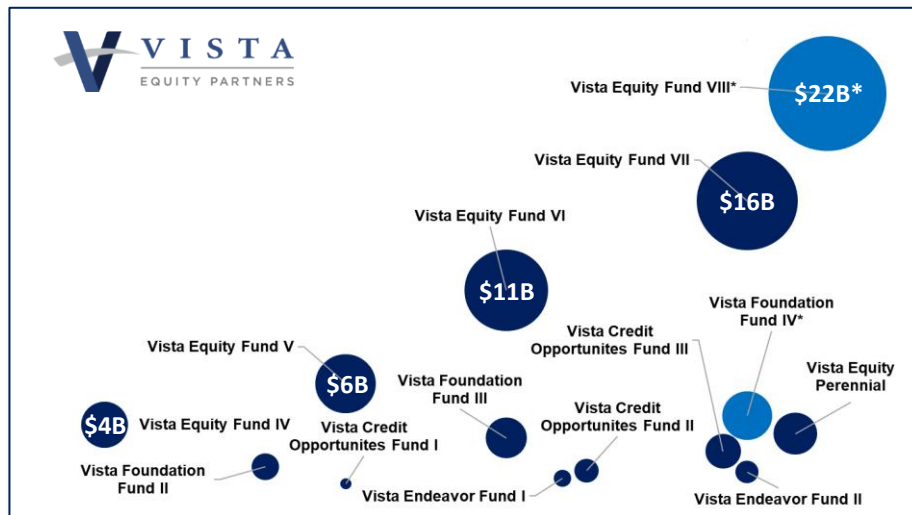 VISTA
EQUITY PARTNERS
Vista Equity Fund VIII*
$22B*
Vista Equity Fund VII
$16B
Vista Equity Fund VI
$11B
Vista Foundation
Fund IV*
Vista Credit
Opportunites Fund III
Vista Equity
Perennial
Vista Equity Fund V
$6B
Vista Foundation
Fund III
Vista Credit
Opportunites Fund II
$4B
Vista Equity Fund IV
Vista Credit
Opportunites Fund I
Vista Foundation
Fund II
Vista Endeavor Fund I
Vista Endeavor Fund II